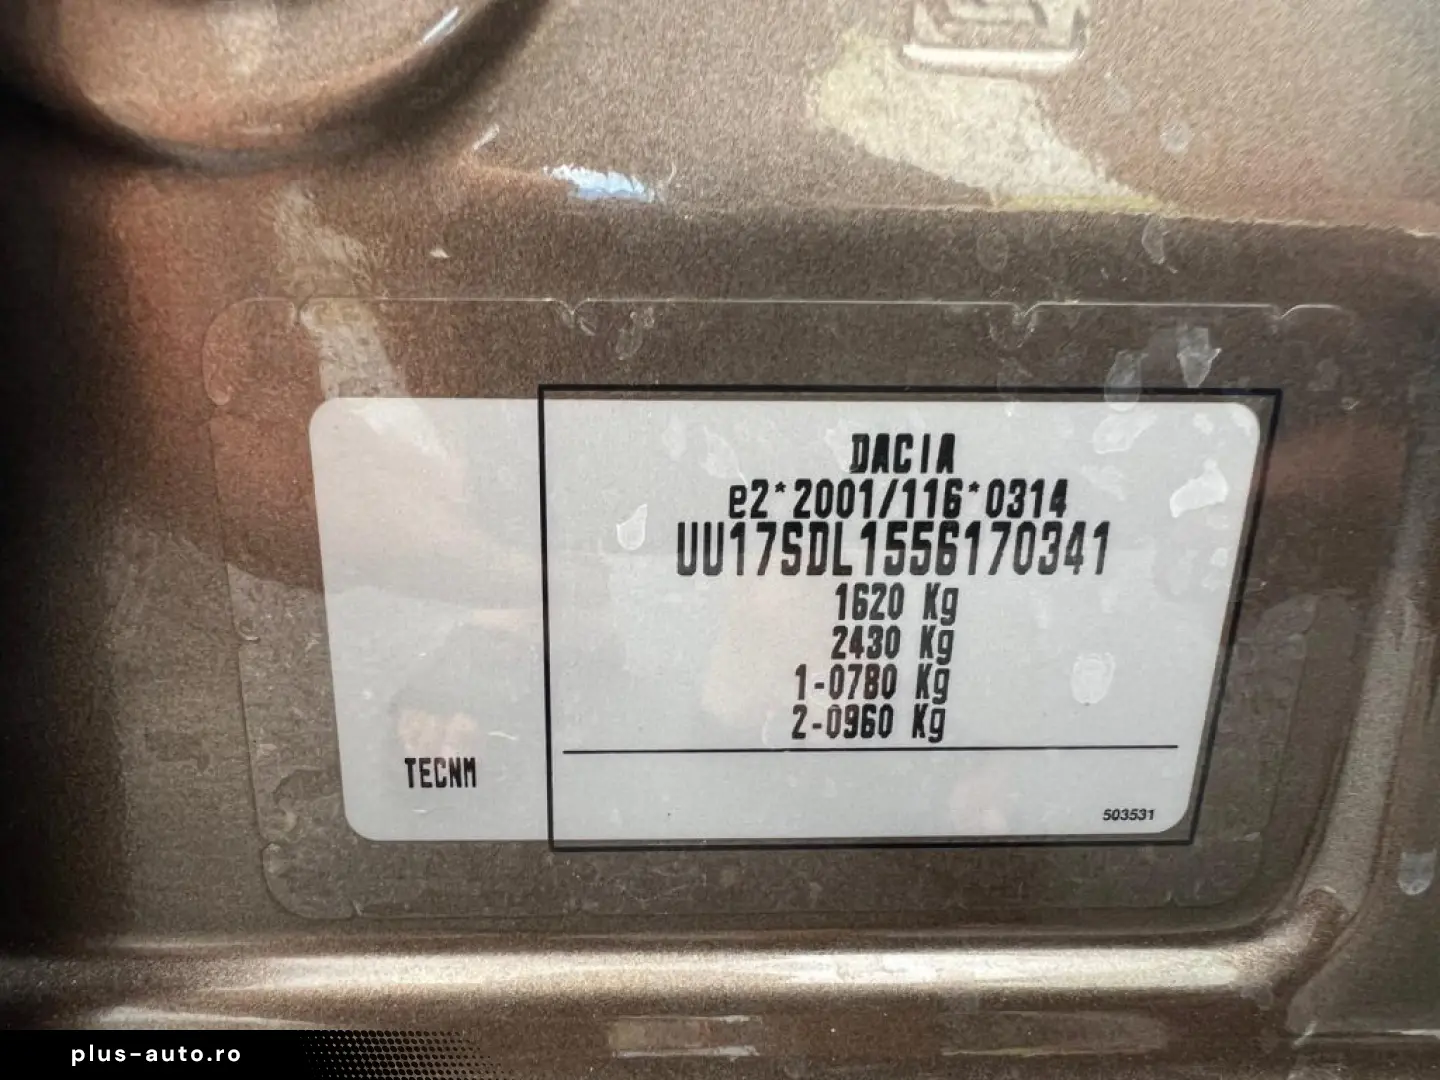 DACIA
e2*2001/116*0314
UU17SDL1556170341
1620 Kg
2430 Kg
1-0780 Kg
2-0960 Kg
TECNM
503531
plus-auto.ro